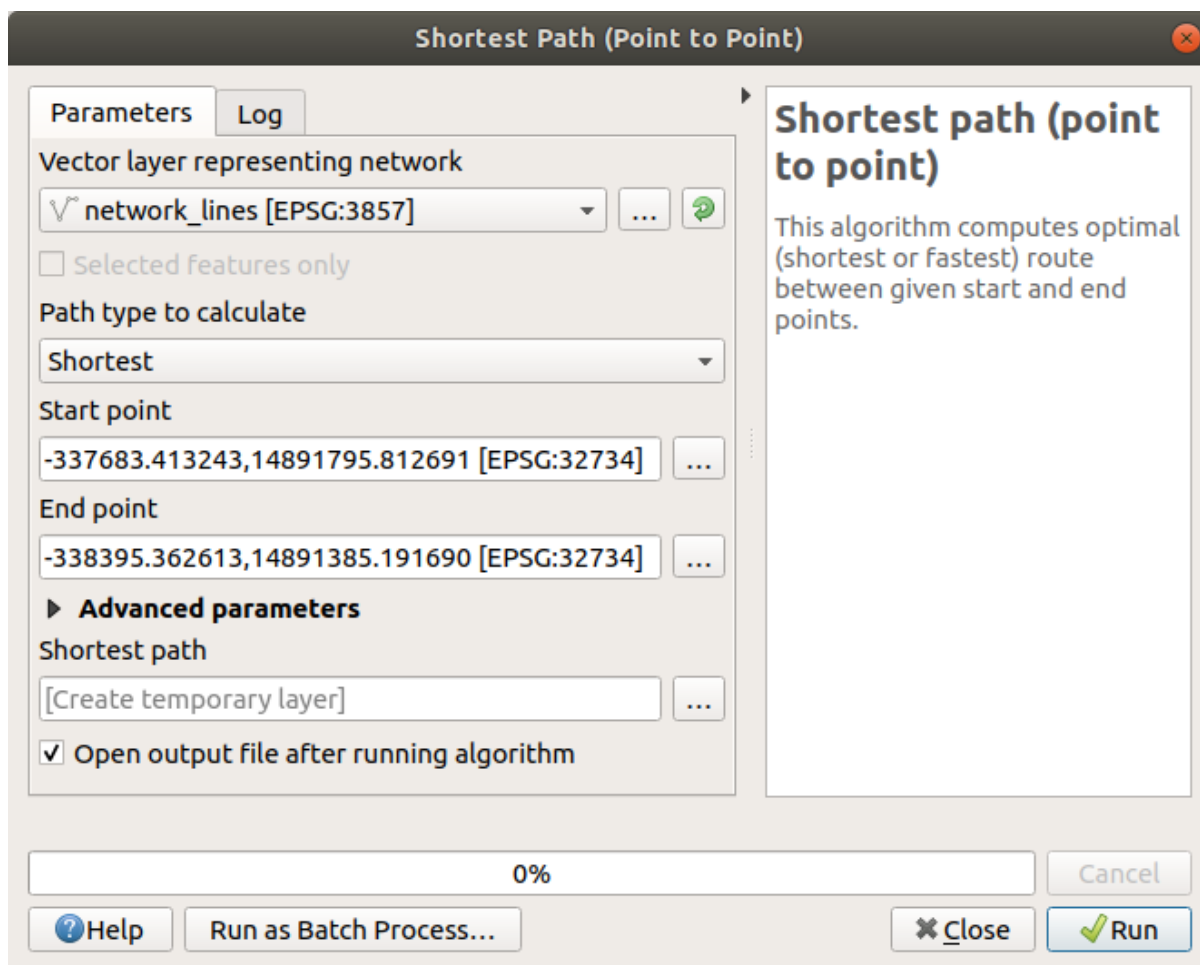 Shortest Path (Point to Point)
Parameters
Log
Vector layer representing network
network_lines [EPSG:3857]
...
Selected features only
Path type to calculate
Shortest
Start point
-337683.413243,14891795.812691 [EPSG:32734]
...
End point
-338395.362613,14891385.191690 [EPSG:32734]
...
Advanced parameters
Shortest path
[Create temporary layer]
...
Open output file after running algorithm
Shortest path (point
to point)
This algorithm computes optimal
(shortest or fastest) route
between given start and end
points.
0%
Cancel
Help
Run as Batch Process...
Close
Run